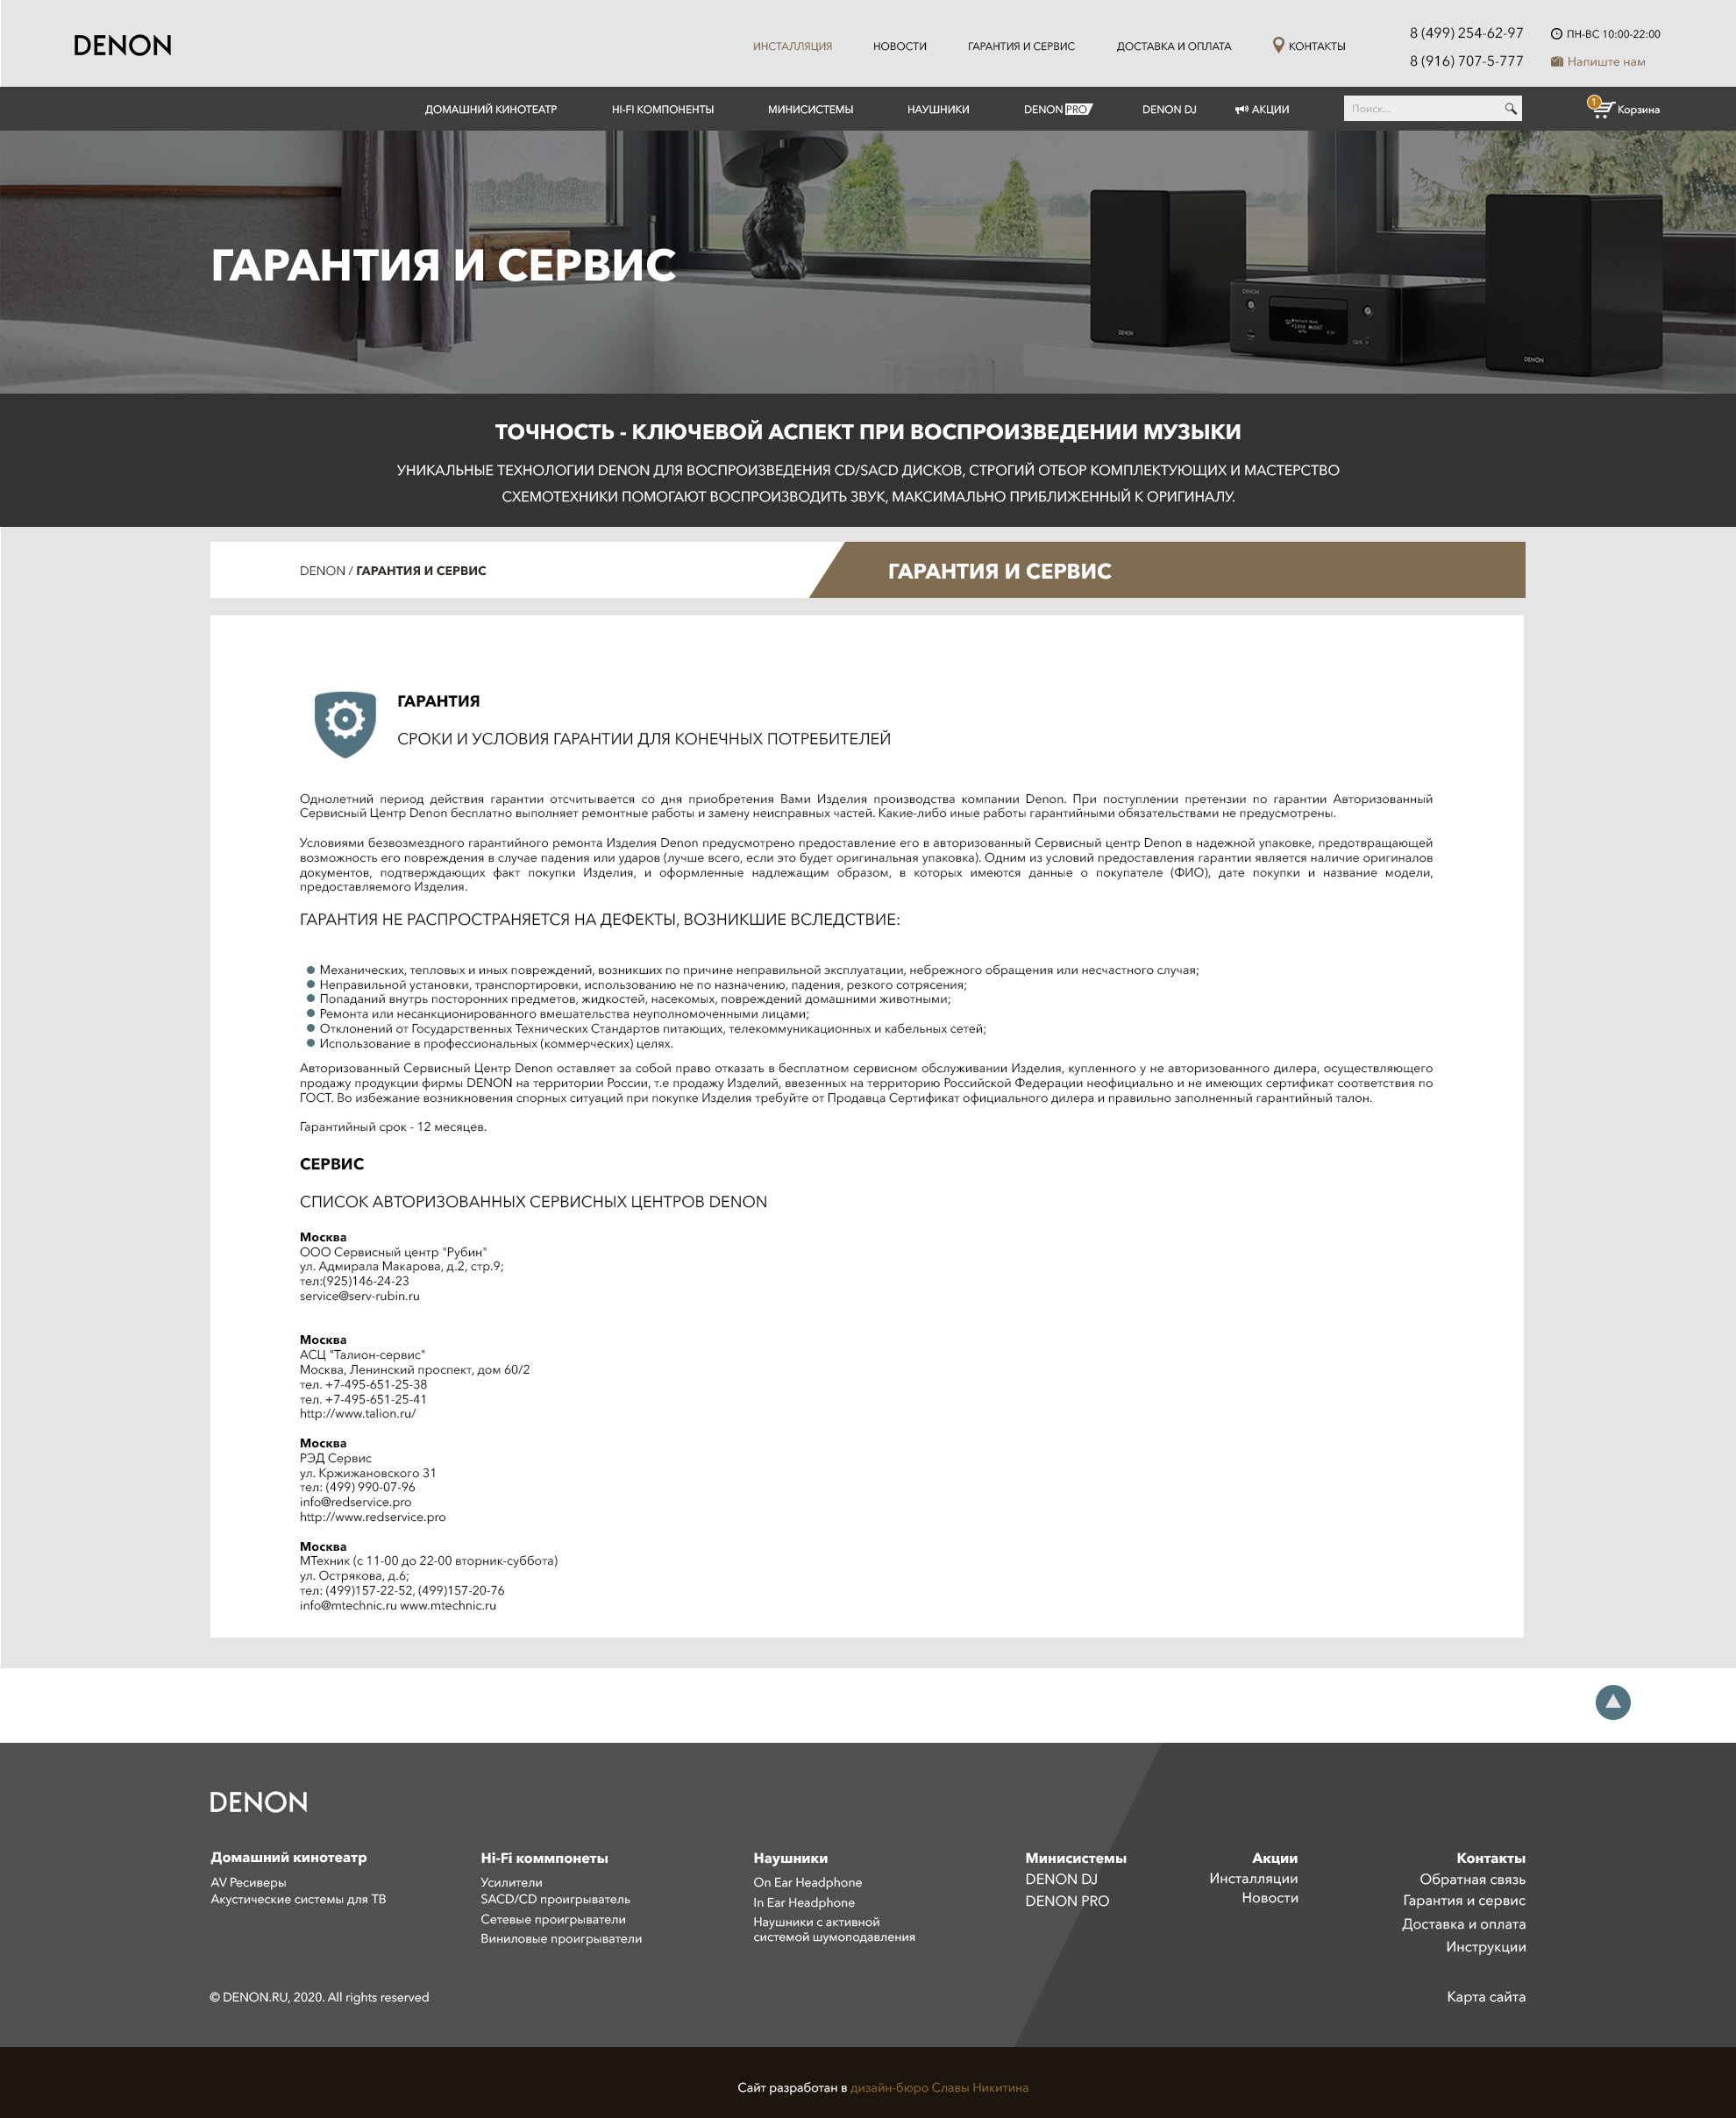 DENON
ИНСТАЛЛЯЦИЯ
НОВОСТИ
ГАРАНТИЯ И СЕРВИС
ДОСТАВКА И ОПЛАТА
КОНТАКТЫ
8 (499) 254-62-97
ПН-ВС 10:00-22:00
8 (916) 707-5-777
Напиште нам
ДОМАШНИЙ КИНОТЕАТР
HI-FI КОМПОНЕНТЫ
МИНИСИСТЕМЫ
НАУШНИКИ
DENON PRO
DENON DJ
АКЦИИ
Поиск...
1
Корзина
ГАРАНТИЯ И СЕРВИС
DENON
DENON
DENON
ТОЧНОСТЬ - КЛЮЧЕВОЙ АСПЕКТ ПРИ ВОСПРОИЗВЕДЕНИИ МУЗЫКИ
УНИКАЛЬНЫЕ ТЕХНОЛОГИИ DENON ДЛЯ ВОСПРОИЗВЕДЕНИЯ CD/SACD ДИСКОВ, СТРОГИЙ ОТБОР КОМПЛЕКТУЮЩИХ И МАСТЕРСТВО
СХЕМОТЕХНИКИ ПОМОГАЮТ ВОСПРОИЗВОДИТЬ ЗВУК, МАКСИМАЛЬНО ПРИБЛИЖЕННЫЙ К ОРИГИНАЛУ.
DENON / ГАРАНТИЯ И СЕРВИС
ГАРАНТИЯ И СЕРВИС
ГАРАНТИЯ
СРОКИ И УСЛОВИЯ ГАРАНТИИ ДЛЯ КОНЕЧНЫХ ПОТРЕБИТЕЛЕЙ
Однолетний период действия гарантии отсчитывается со дня приобретения Вами Изделия производства компании Denon. При поступлении претензии по гарантии Авторизованный
Сервисный Центр Denon бесплатно выполняет ремонтные работы и замену неисправных частей. Какие-либо иные работы гарантийными обязательствами не предусмотрены.
Условиями безвозмездного гарантийного ремонта Изделия Denon предусмотрено предоставление его в авторизованный Сервисный центр Denon в надежной упаковке, предотвращающей
возможность его повреждения в случае падения или ударов (лучше всего, если это будет оригинальная упаковка). Одним из условий предоставления гарантии является наличие оригиналов
документов, подтверждающих факт покупки Изделия, и оформленные надлежащим образом, в которых имеются данные о покупателе (ФИО), дате покупки и название модели,
предоставляемого Изделия.
ГАРАНТИЯ НЕ РАСПРОСТРАНЯЕТСЯ НА ДЕФЕКТЫ, ВОЗНИКШИЕ ВСЛЕДСТВИЕ:
Механических, тепловых и иных повреждений, возникших по причине неправильной эксплуатации, небрежного обращения или несчастного случая;
Неправильной установки, транспортировки, использованию не по назначению, падения, резкого сотрясения;
Попаданий внутрь посторонних предметов, жидкостей, насекомых, повреждений домашними животными;
Ремонта или несанкционированного вмешательства неуполномоченными лицами;
Отклонений от Государственных Технических Стандартов питающих, телекоммуникационных и кабельных сетей;
Использование в профессиональных (коммерческих) целях.
Авторизованный Сервисный Центр Denon оставляет за собой право отказать в бесплатном сервисном обслуживании Изделия, купленного у не авторизованного дилера, осуществляющего
продажу продукции фирмы DENON на территории России, т.е продажу Изделий, ввезенных на территорию Российской Федерации неофициально и не имеющих сертификат соответствия по
ГОСТ. Во избежание возникновения спорных ситуаций при покупке Изделия требуйте от Продавца Сертификат официального дилера и правильно заполненный гарантийный талон.
Гарантийный срок - 12 месяцев.
СЕРВИС
СПИСОК АВТОРИЗОВАННЫХ СЕРВИСНЫХ ЦЕНТРОВ DENON
Москва
ООО Сервисный центр "Рубин"
ул. Адмирала Макарова, д.2, стр.9;
тел:(925)146-24-23
service@serv-rubin.ru
Москва
АСЦ "Талион-сервис"
Москва, Ленинский проспект, дом 60/2
тел. +7-495-651-25-38
тел. +7-495-651-25-41
http://www.talion.ru/
Москва
РЭД Сервис
ул. Кржижановского 31
тел: (499) 990-07-96
info@redservice.pro
http://www.redservice.pro
Москва
МТехник (с 11-00 до 22-00 вторник-суббота)
ул. Острякова, д.6;
тел: (499)157-22-52, (499)157-20-76
info@mtechnic.ru www.mtechnic.ru
DENON
Домашний кинотеатр
AV Ресиверы
Акустические системы для ТВ
Hi-Fi коммпонеты
Усилители
SACD/CD проигрыватель
Сетевые проигрыватели
Виниловые проигрыватели
Наушники
On Ear Headphone
In Ear Headphone
Наушники с активной
системой шумоподавления
Минисистемы
DENON DJ
DENON PRO
Акции
Инсталляции
Новости
Контакты
Обратная связь
Гарантия и сервис
Доставка и оплата
Инструкции
© DENON.RU, 2020. All rights reserved
Карта сайта
Сайт разработан в дизайн-бюро Славы Никитина